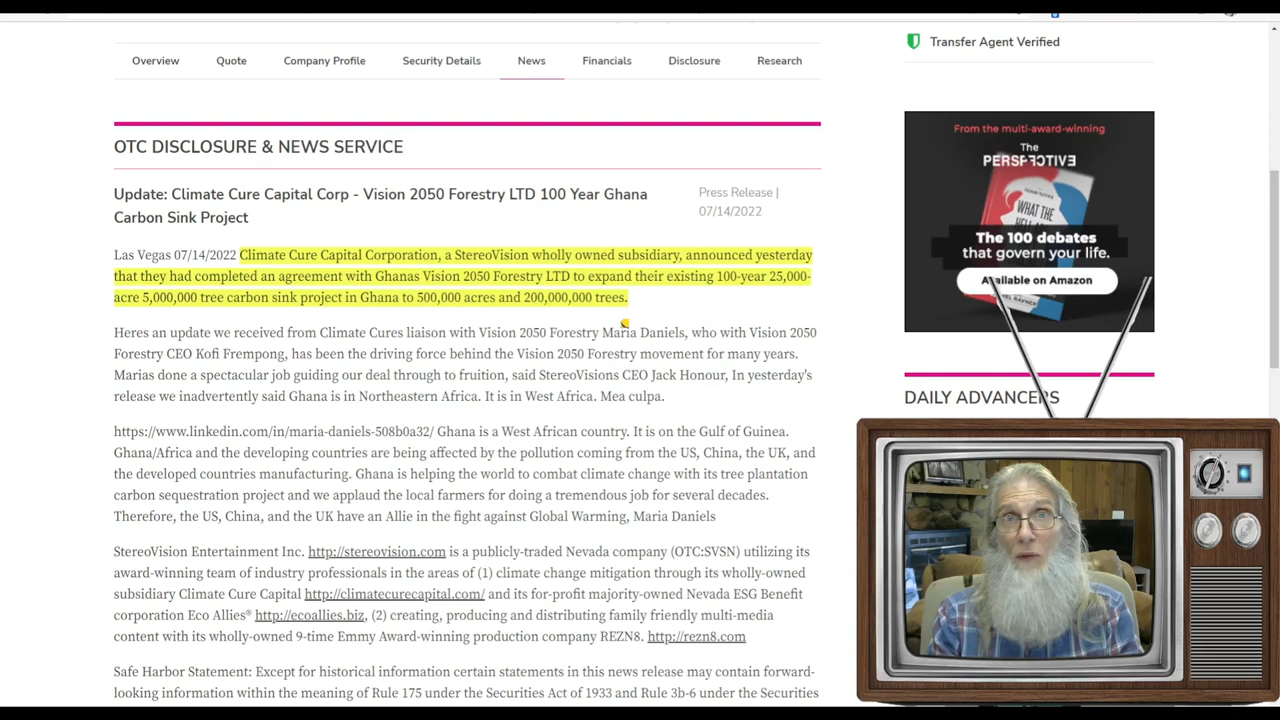 Transfer Agent Verified
Overview Quote Company Profile Security Details News Financials Disclosure Research
OTC DISCLOSURE & NEWS SERVICE
Update: Climate Cure Capital Corp - Vision 2050 Forestry LTD 100 Year Ghana
Carbon Sink Project
Press Release |
07/14/2022
Las Vegas 07/14/2022 Climate Cure Capital Corporation, a StereoVision wholly owned subsidiary, announced yesterday
that they had completed an agreement with Ghanas Vision 2050 Forestry LTD to expand their existing 100-year 25,000-
acre 5,000,000 tree carbon sink project in Ghana to 500,000 acres and 200,000,000 trees.
Heres an update we received from Climate Cures liaison with Vision 2050 Forestry Maria Daniels, who with Vision 2050
Forestry CEO Kofi Frempong, has been the driving force behind the Vision 2050 Forestry movement for many years.
Marias done a spectacular job guiding our deal through to fruition, said StereoVisions CEO Jack Honour, In yesterday's
release we inadvertently said Ghana is in Northeastern Africa. It is in West Africa. Mea culpa.
https://www.linkedin.com/in/maria-daniels-508b0a32/ Ghana is a West African country. It is on the Gulf of Guinea.
Ghana/Africa and the developing countries are being affected by the pollution coming from the US, China, the UK, and
the developed countries manufacturing. Ghana is helping the world to combat climate change with its tree plantation
carbon sequestration project and we applaud the local farmers for doing a tremendous job for several decades.
Therefore, the US, China, and the UK have an Allie in the fight against Global Warming, Maria Daniels
StereoVision Entertainment Inc. http://stereovision.com is a publicly-traded Nevada company (OTC:SVSN) utilizing its
award-winning team of industry professionals in the areas of (1) climate change mitigation through its wholly-owned
subsidiary Climate Cure Capital http://climatecurecapital.com/ and its for-profit majority-owned Nevada ESG Benefit
corporation Eco Allies® http://ecoallies.biz, (2) creating, producing and distributing family friendly multi-media
content with its wholly-owned 9-time Emmy Award-winning production company REZN8. http://rezn8.com
Safe Harbor Statement: Except for historical information certain statements in this news release may contain forward-
looking information within the meaning of Rule 175 under the Securities Act of 1933 and Rule 3b-6 under the Securities
From the multi-award-winning
The
PERSPECTIVE
WHAT THE
The 100 debates
that govern your life.
Available on Amazon
DAILY ADVANCERS